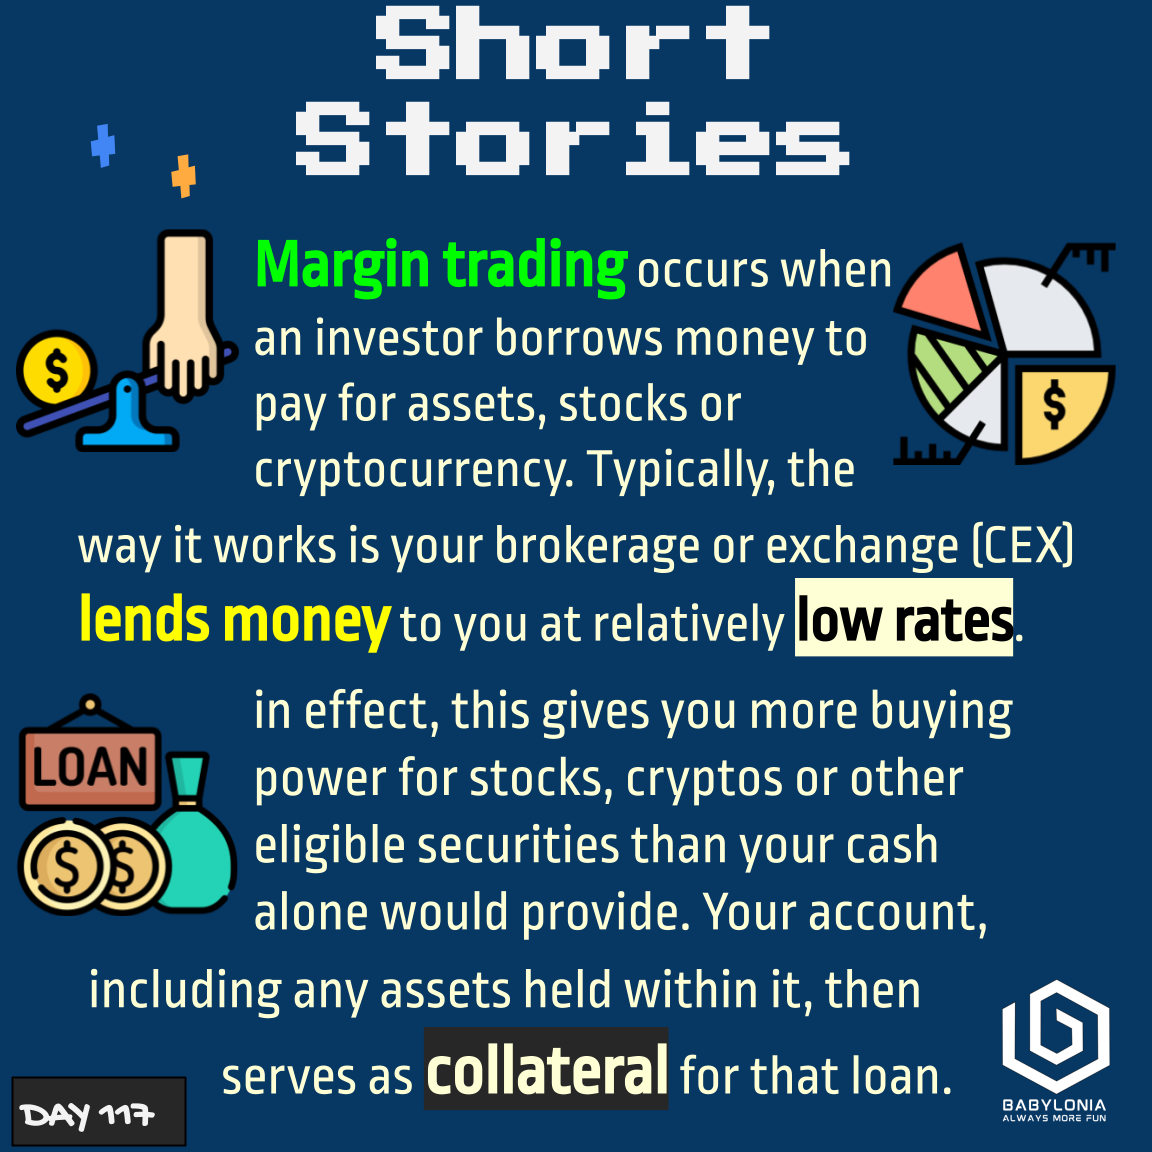 Short
Stories
Margin trading occurs when
an investor borrows money to
pay for assets, stocks or
cryptocurrency. Typically, the
way it works is your brokerage or exchange (CEX)
lends money to you at relatively low rates.
in effect, this gives you more buying
power for stocks, cryptos or other
eligible securities than your cash
alone would provide. Your account,
including any assets held within it, then
serves as collateral for that loan.
$
$
LOAN
$ $
DAY 117
BABYLONIA
ALWAYS MORE FUN